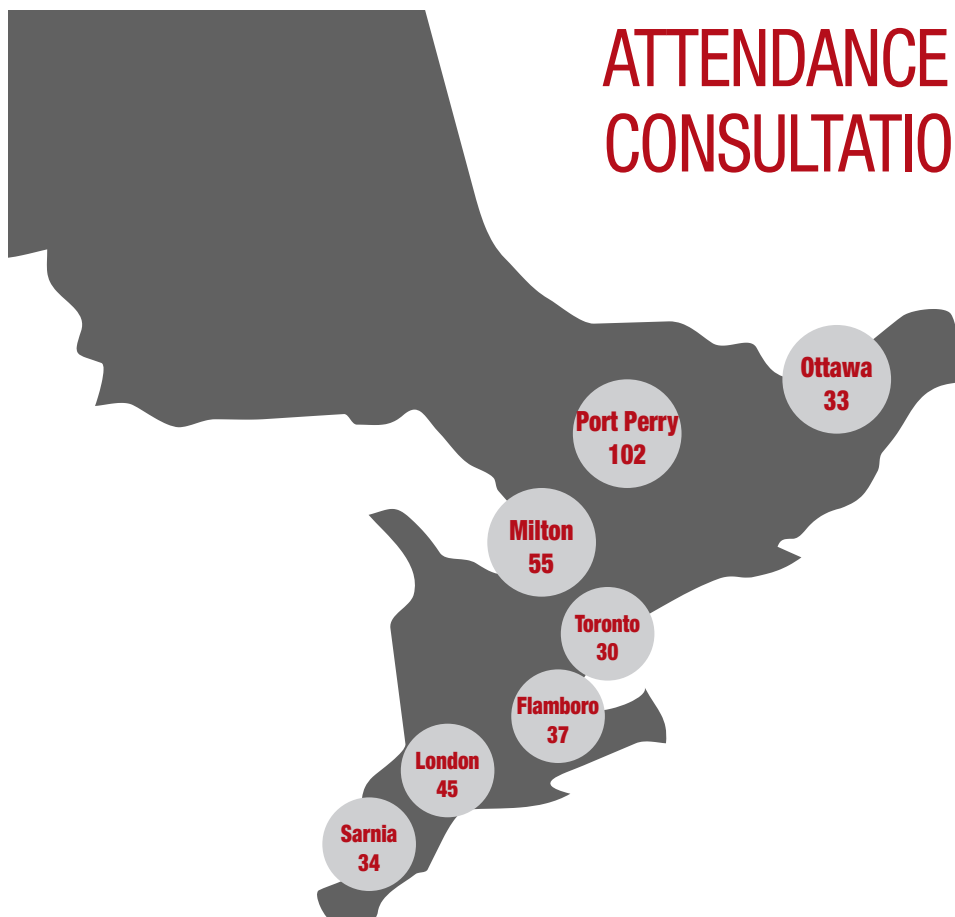 ATTENDANCE
CONSULTATIO
Ottawa
33
Port Perry
102
Milton
55
Toronto
30
Flamboro
37
London
45
Sarnia
34